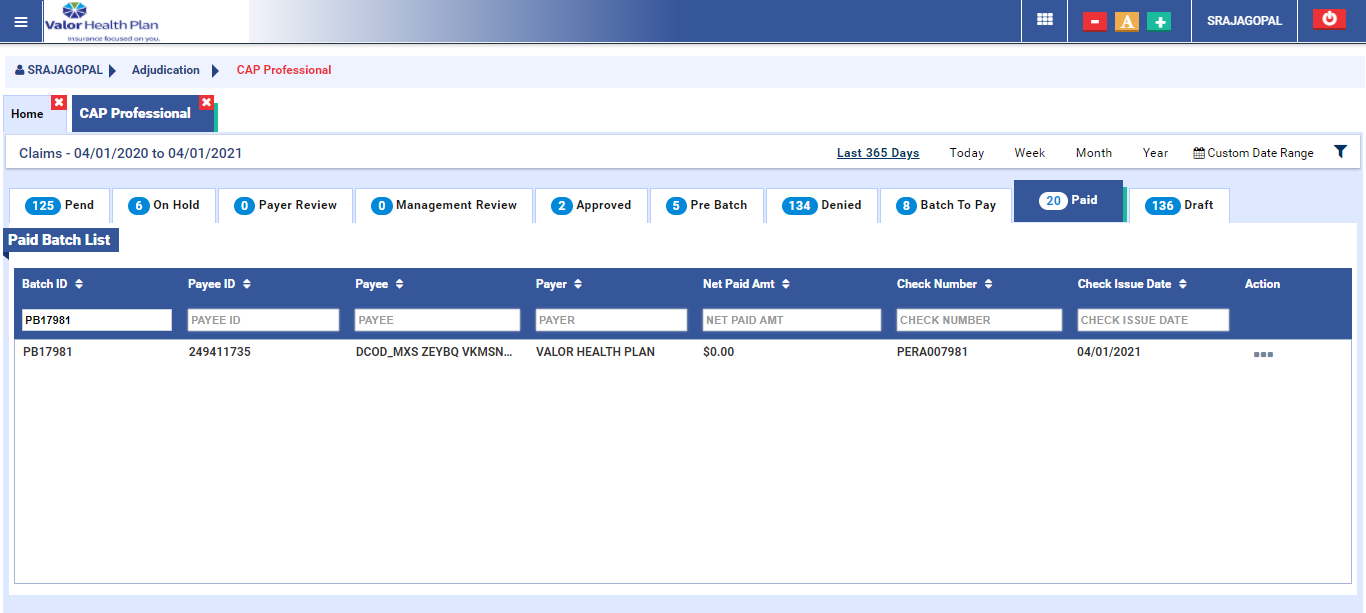 Valor Health Plan
Insurance focused on you.
A
SRAJAGOPAL
SRAJAGOPAL Adjudication CAP Professional
Home CAP Professional
Claims - 04/01/2020 to 04/01/2021 Last 365 Days Today Week Month Year Custom Date Range
125 Pend 6 On Hold 0 Payer Review 0 Management Review 2 Approved 5 Pre Batch 134 Denied 8 Batch To Pay 20 Paid 136 Draft
Paid Batch List
Batch ID Payee ID Payee Payer Net Paid Amt Check Number Check Issue Date Action
PB17981 PAYEE ID PAYEE PAYER NET PAID AMT CHECK NUMBER CHECK ISSUE DATE
PB17981 249411735 DCOD_MXS ZEYBQ VKMSN... VALOR HEALTH PLAN $0.00 PERA007981 04/01/2021